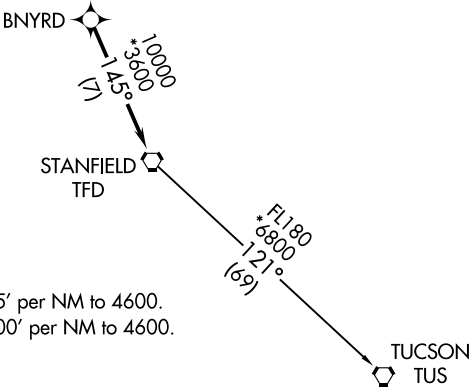 BNYRD
10000
*3600
145°
(7)
STANFIELD
TFD
FL180
*6800
121°
(69)
5' per NM to 4600.
00' per NM to 4600.
TUCSON
TUS